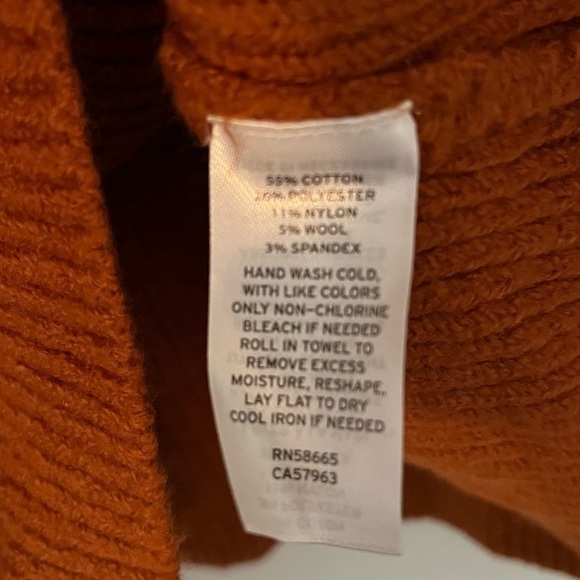 55% COTTON
26% POLYESTER
11% NYLON
5% WOOL
3% SPANDEX
HAND WASH COLD,
WITH LIKE COLORS
ONLY NON-CHLORINE
BLEACH IF NEEDED
ROLL IN TOWEL TO
REMOVE EXCESS
MOISTURE, RESHAPE,
LAY FLAT TO DRY
COOL IRON IF NEEDED
RN58665
CA57963